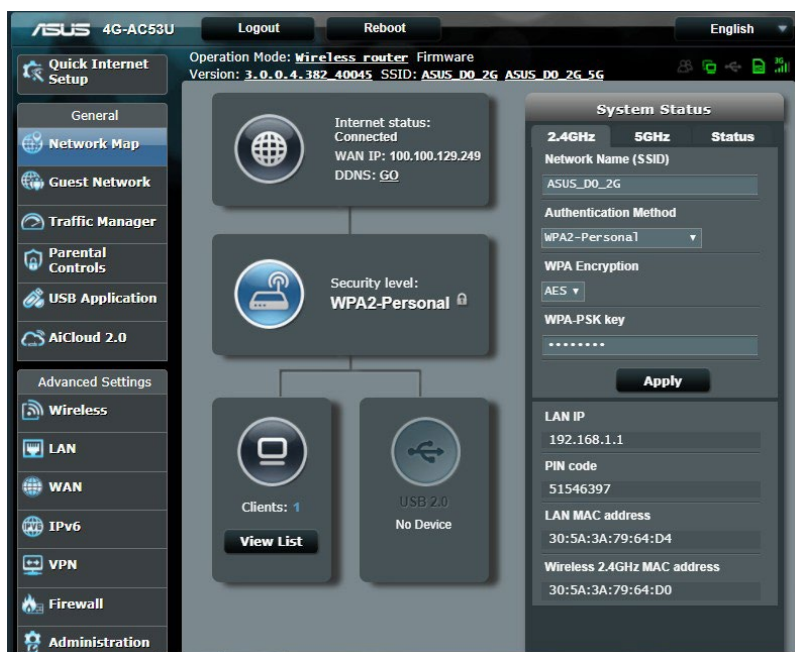 ASUS 4G-AC53U
Logout
Reboot
English
Quick Internet
Setup
Operation Mode: Wireless router Firmware
Version: 3.0.0.4.382_40045 SSID: ASUS_D0_2G ASUS_D0_2G_5G
3G
General
Network Map
Guest Network
Traffic Manager
Parental
Controls
USB Application
AiCloud 2.0
Advanced Settings
Wireless
LAN
WAN
IPv6
VPN
Firewall
Administration
Internet status:
Connected
WAN IP: 100.100.129.249
DDNS: GO
Security level:
WPA2-Personal
Clients: 1
View List
USB 2.0
No Device
System Status
2.4GHz 5GHz Status
Network Name (SSID)
ASUS_D0_2G
Authentication Method
WPA2-Personal
WPA Encryption
AES
WPA-PSK key
••••••••
Apply
LAN IP
192.168.1.1
PIN code
51546397
LAN MAC address
30:5A:3A:79:64:D4
Wireless 2.4GHz MAC address
30:5A:3A:79:64:D0